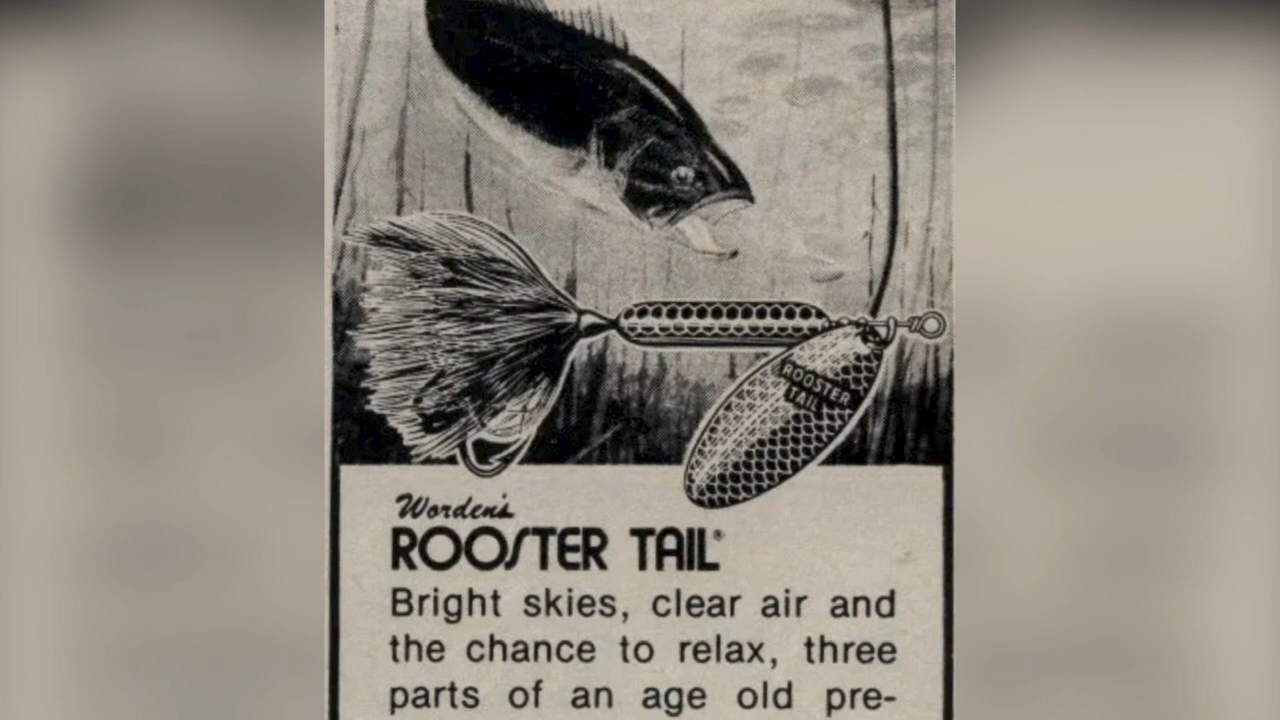 ROOSTER
TAIL
Worden's
ROOSTER TAIL®
Bright skies, clear air and
the chance to relax, three
parts of an age old pre-